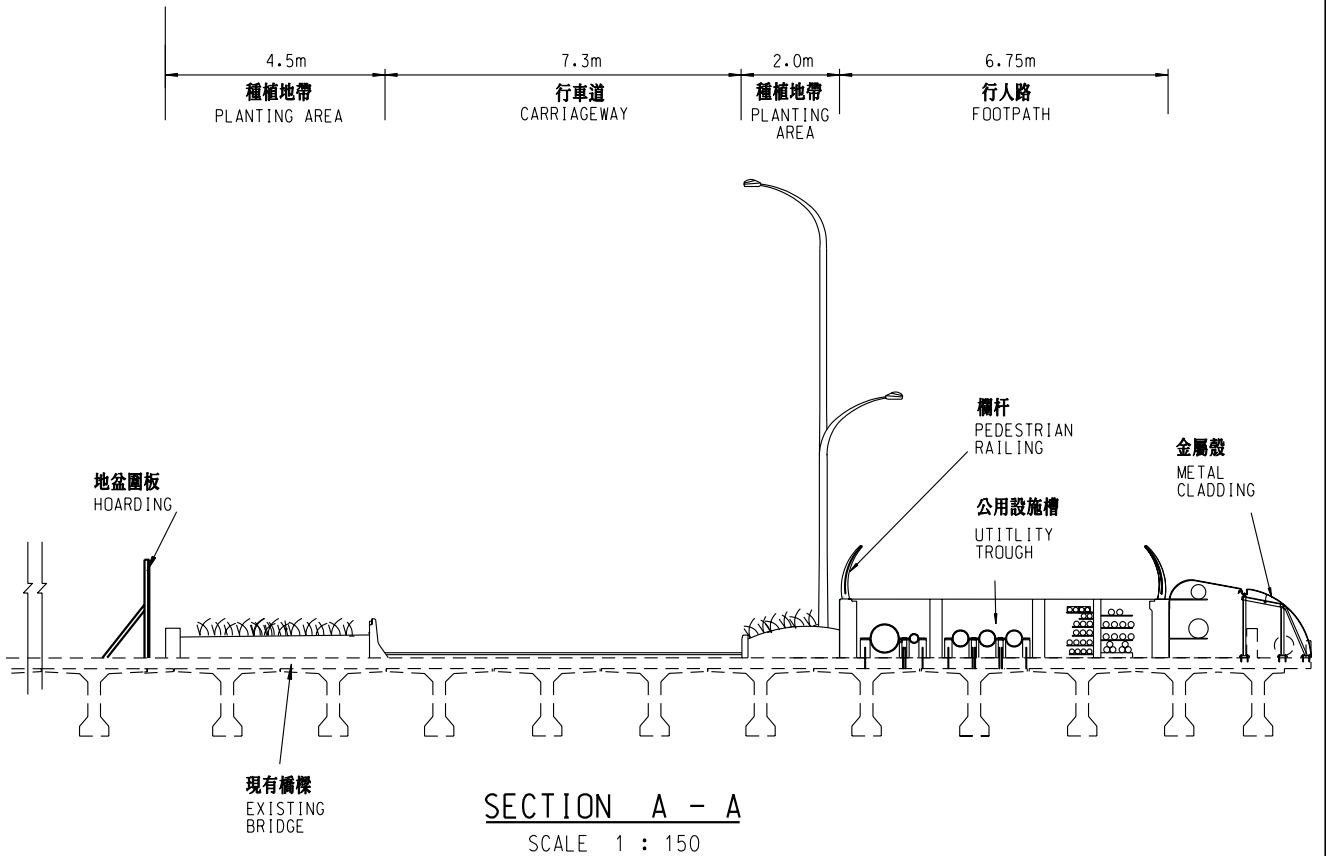 4.5m
7.3m
2.0m
6.75m
種植地帶
PLANTING AREA
行車道
CARRIAGEWAY
種植地帶
PLANTING
AREA
行人路
FOOTPATH
地盆圍板
HOARDING
欄杆
PEDESTRIAN
RAILING
公用設施槽
UTITLITY
TROUGH
金屬殼
METAL
CLADDING
現有橋樑
EXISTING
BRIDGE
SECTION A - A
SCALE 1 : 150